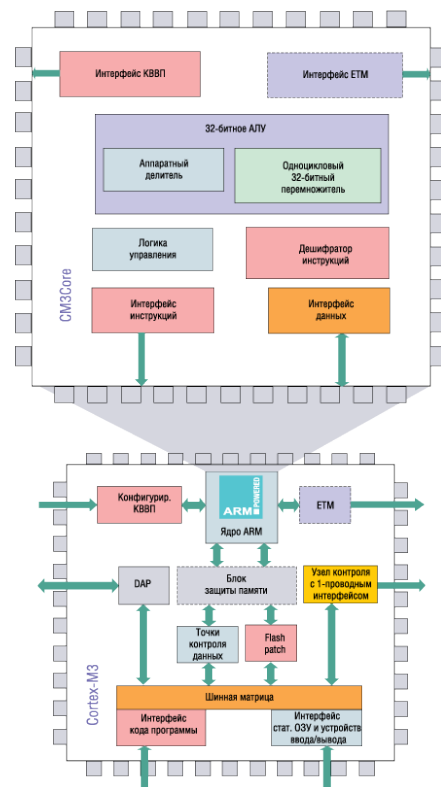 Интерфейс КВВП
Интерфейс ETM
32-битное АЛУ
Аппаратный
делитель
Одноцикловый
32-битный
перемножитель
Логика
управления
Дешифратор
инструкций
Интерфейс
инструкций
Интерфейс
данных
CM3Core
Конфигурир.
КВВП
ARM POWERED
Ядро ARM
ETM
DAP
Блок
защиты памяти
Узел контроля
с 1-проводным
интерфейсом
Точки
контроля
данных
Flash
patch
Cortex-M3
Шинная матрица
Интерфейс
кода программы
Интерфейс
стат. ОЗУ и устройств
ввода/вывода